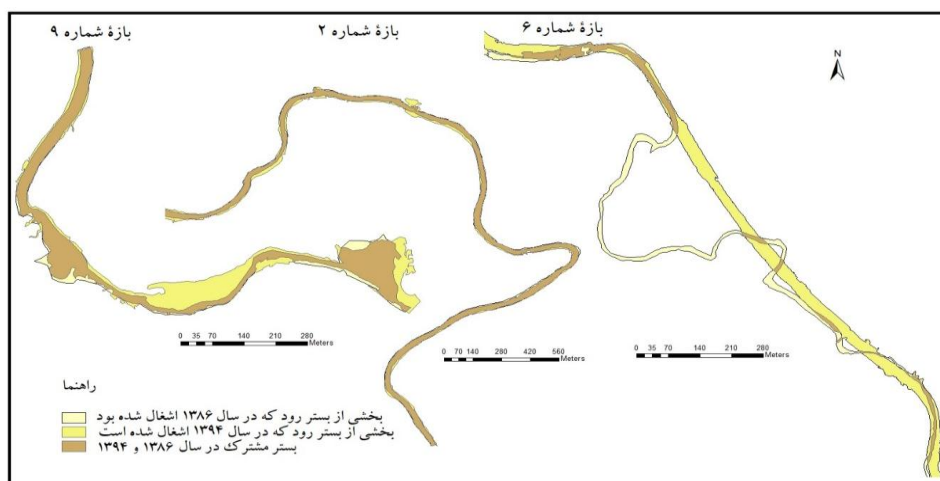 بازهٔ شماره ۶
بازهٔ شماره ۲
بازهٔ شماره ۹
N
0 35 70 140 210 280
Meters
0 70 140 280 420 560
Meters
0 35 70 140 210 280
Meters
راهنما
بخشی از بستر رود که در سال ۱۳۸۶ اشغال شده بود
بخشی از بستر رود که در سال ۱۳۹۴ اشغال شده است
بستر مشترک در سال ۱۳۸۶ و ۱۳۹۴